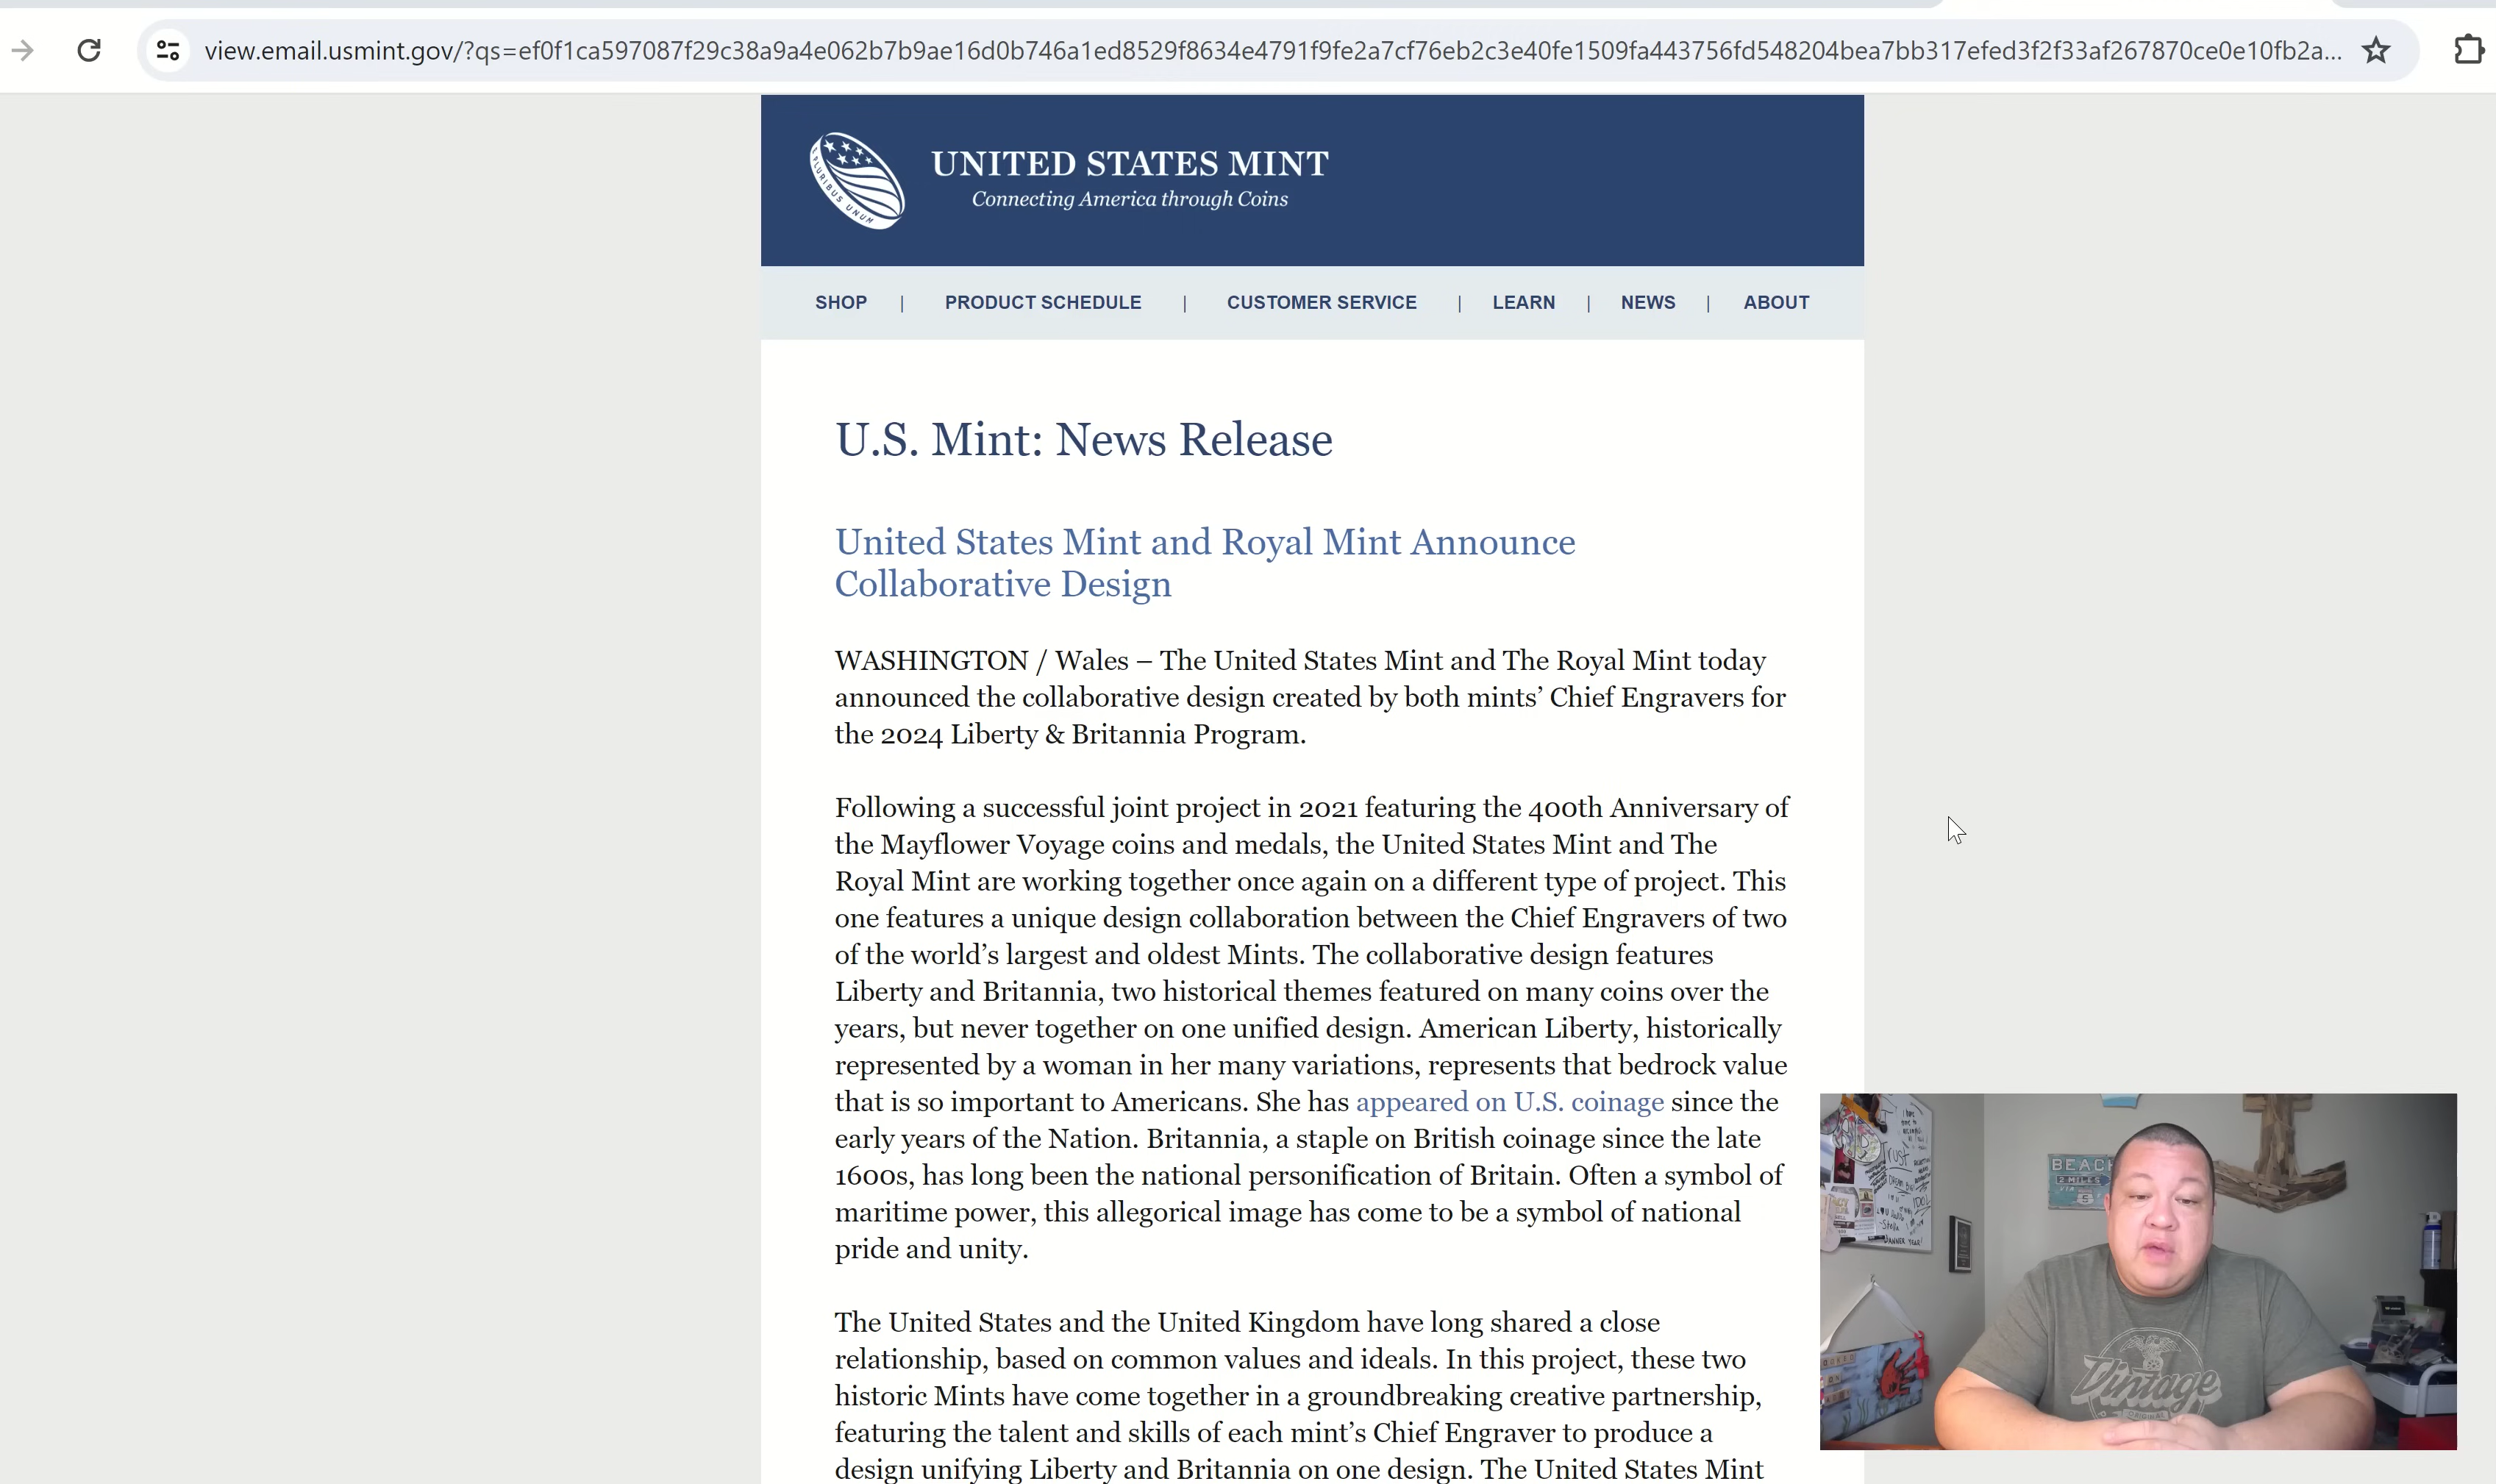 view.email.usmint.gov/?qs=ef0f1ca597087f29c38a9a4e062b7b9ae16d0b746a1ed8529f8634e4791f9fe2a7cf76eb2c3e40fe1509fa443756fd548204bea7bb317efed3f2f33af267870ce0e10fb2a...
PLURIBUS UNUM
UNITED STATES MINT
Connecting America through Coins
SHOP | PRODUCT SCHEDULE | CUSTOMER SERVICE | LEARN | NEWS | ABOUT
U.S. Mint: News Release
United States Mint and Royal Mint Announce
Collaborative Design
WASHINGTON / Wales – The United States Mint and The Royal Mint today
announced the collaborative design created by both mints’ Chief Engravers for
the 2024 Liberty & Britannia Program.
Following a successful joint project in 2021 featuring the 400th Anniversary of
the Mayflower Voyage coins and medals, the United States Mint and The
Royal Mint are working together once again on a different type of project. This
one features a unique design collaboration between the Chief Engravers of two
of the world’s largest and oldest Mints. The collaborative design features
Liberty and Britannia, two historical themes featured on many coins over the
years, but never together on one unified design. American Liberty, historically
represented by a woman in her many variations, represents that bedrock value
that is so important to Americans. She has appeared on U.S. coinage since the
early years of the Nation. Britannia, a staple on British coinage since the late
1600s, has long been the national personification of Britain. Often a symbol of
maritime power, this allegorical image has come to be a symbol of national
pride and unity.
The United States and the United Kingdom have long shared a close
relationship, based on common values and ideals. In this project, these two
historic Mints have come together in a groundbreaking creative partnership,
featuring the talent and skills of each mint’s Chief Engraver to produce a
design unifying Liberty and Britannia on one design. The United States Mint
Trust
BANNER YEAR!
BEACH
2 MILES
Vintage
ORIGINAL